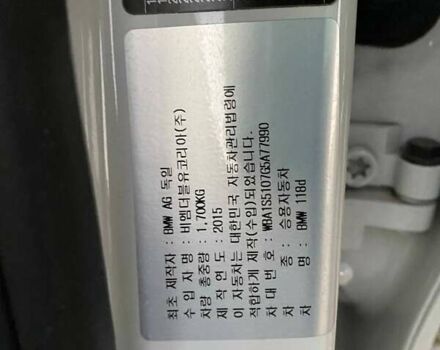 최초 제작자 : BMW AG 독일
수 입 자 명 : 비엠더블유코리아(주)
차량 총중량 : 1,700KG
제 작 연 도 : 2015
이 자동차는 대한민국 자동차관리법령에
적합하게 제작(수입)되었습니다.
차 대 번 호 : WBA1S5107G5A77990
차 종 : 승용자동차
차 명 : BMW 118d